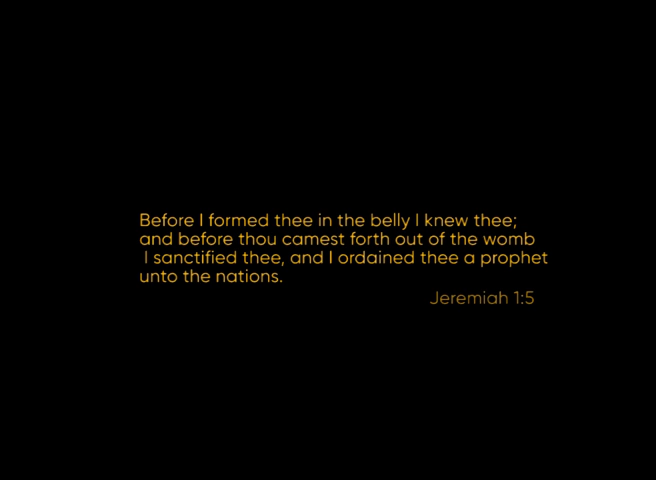 Before I formed thee in the belly I knew thee;
and before thou camest forth out of the womb
I sanctified thee, and I ordained thee a prophet
unto the nations.
Jeremiah 1:5